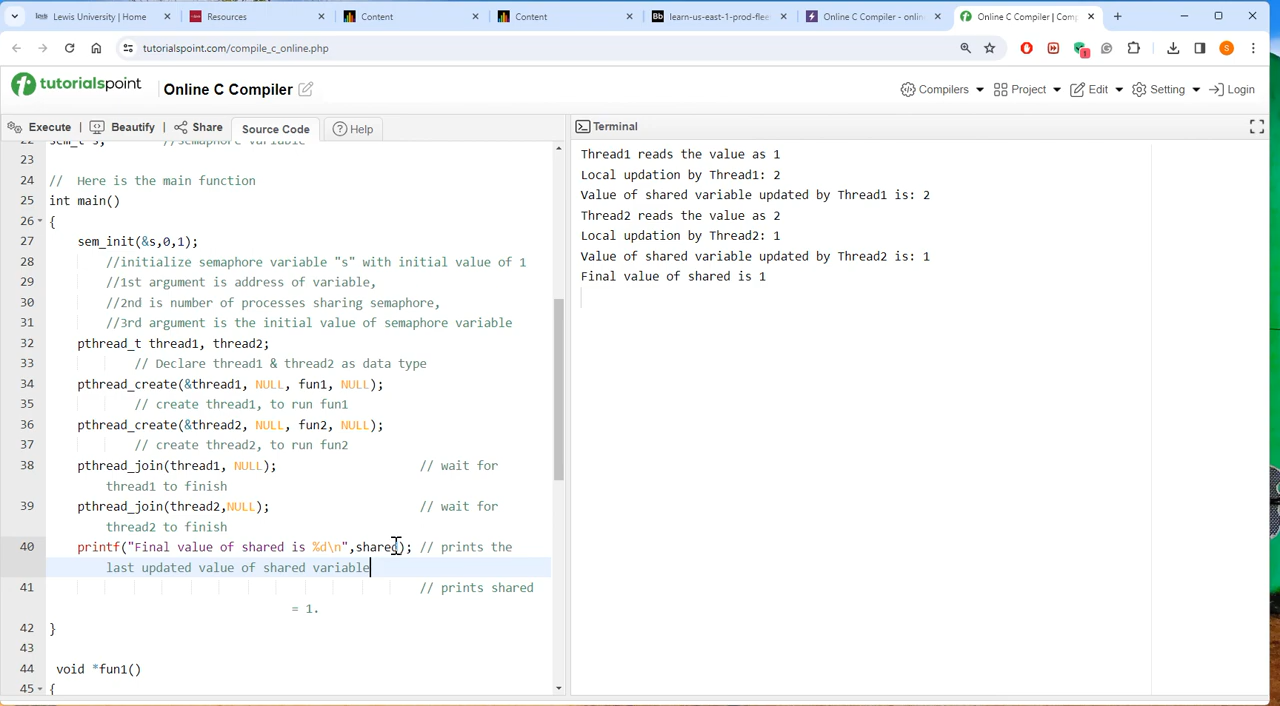 Lewis University | Home
Resources
Content
Content
learn-us-east-1-prod-flee
Online C Compiler - onlin
Online C Compiler | Comp
tutorialspoint.com/compile_c_online.php
1
S
tutorialspoint
Online C Compiler
Compilers
Project
Edit
Setting
Login
Execute
Beautify
Share
Source Code
Help
Terminal
22 sem_t s; //semaphore variable
23
24 // Here is the main function
25 int main()
26 {
27 sem_init(&s,0,1);
28 //initialize semaphore variable "s" with initial value of 1
29 //1st argument is address of variable,
30 //2nd is number of processes sharing semaphore,
31 //3rd argument is the initial value of semaphore variable
32 pthread_t thread1, thread2;
33 // Declare thread1 & thread2 as data type
34 pthread_create(&thread1, NULL, fun1, NULL);
35 // create thread1, to run fun1
36 pthread_create(&thread2, NULL, fun2, NULL);
37 // create thread2, to run fun2
38 pthread_join(thread1, NULL); // wait for
thread1 to finish
39 pthread_join(thread2,NULL); // wait for
thread2 to finish
40 printf("Final value of shared is %d\n",shared); // prints the
last updated value of shared variable
41 // prints shared
= 1.
42 }
43
44 void *fun1()
45 {
Thread1 reads the value as 1
Local updation by Thread1: 2
Value of shared variable updated by Thread1 is: 2
Thread2 reads the value as 2
Local updation by Thread2: 1
Value of shared variable updated by Thread2 is: 1
Final value of shared is 1